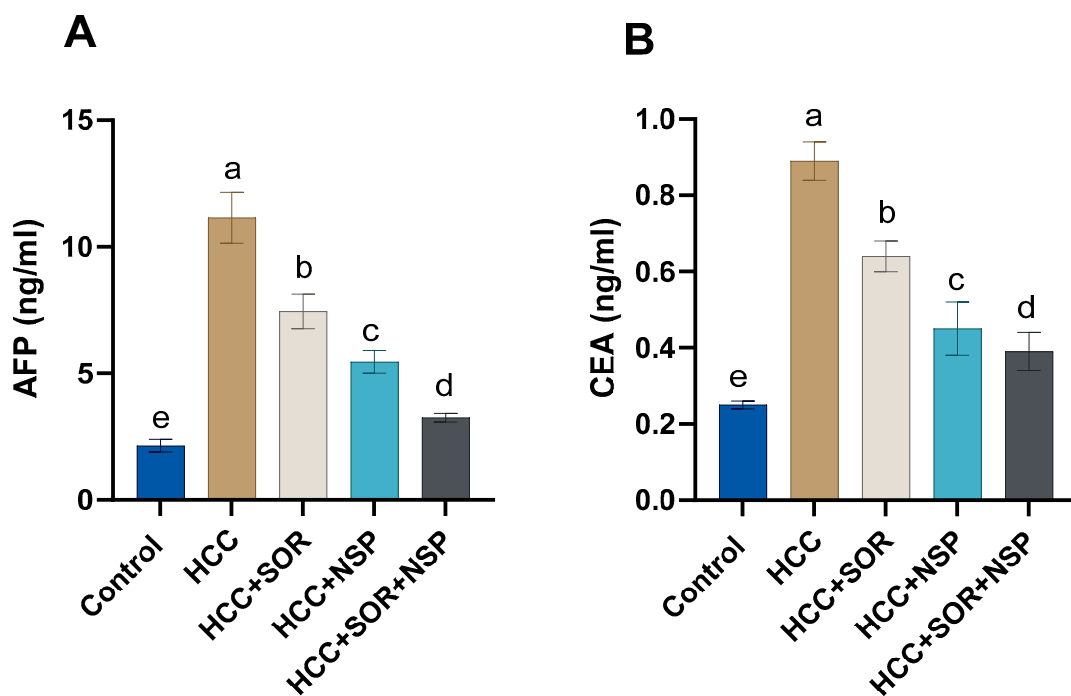 A
AFP (ng/ml)
15
10
5
0
e
a
b
c
d
Control
HCC
HCC+SOR
HCC+NSP
HCC+SOR+NSP
B
CEA (ng/ml)
1.0
0.8
0.6
0.4
0.2
0.0
e
a
b
c
d
Control
HCC
HCC+SOR
HCC+NSP
HCC+SOR+NSP